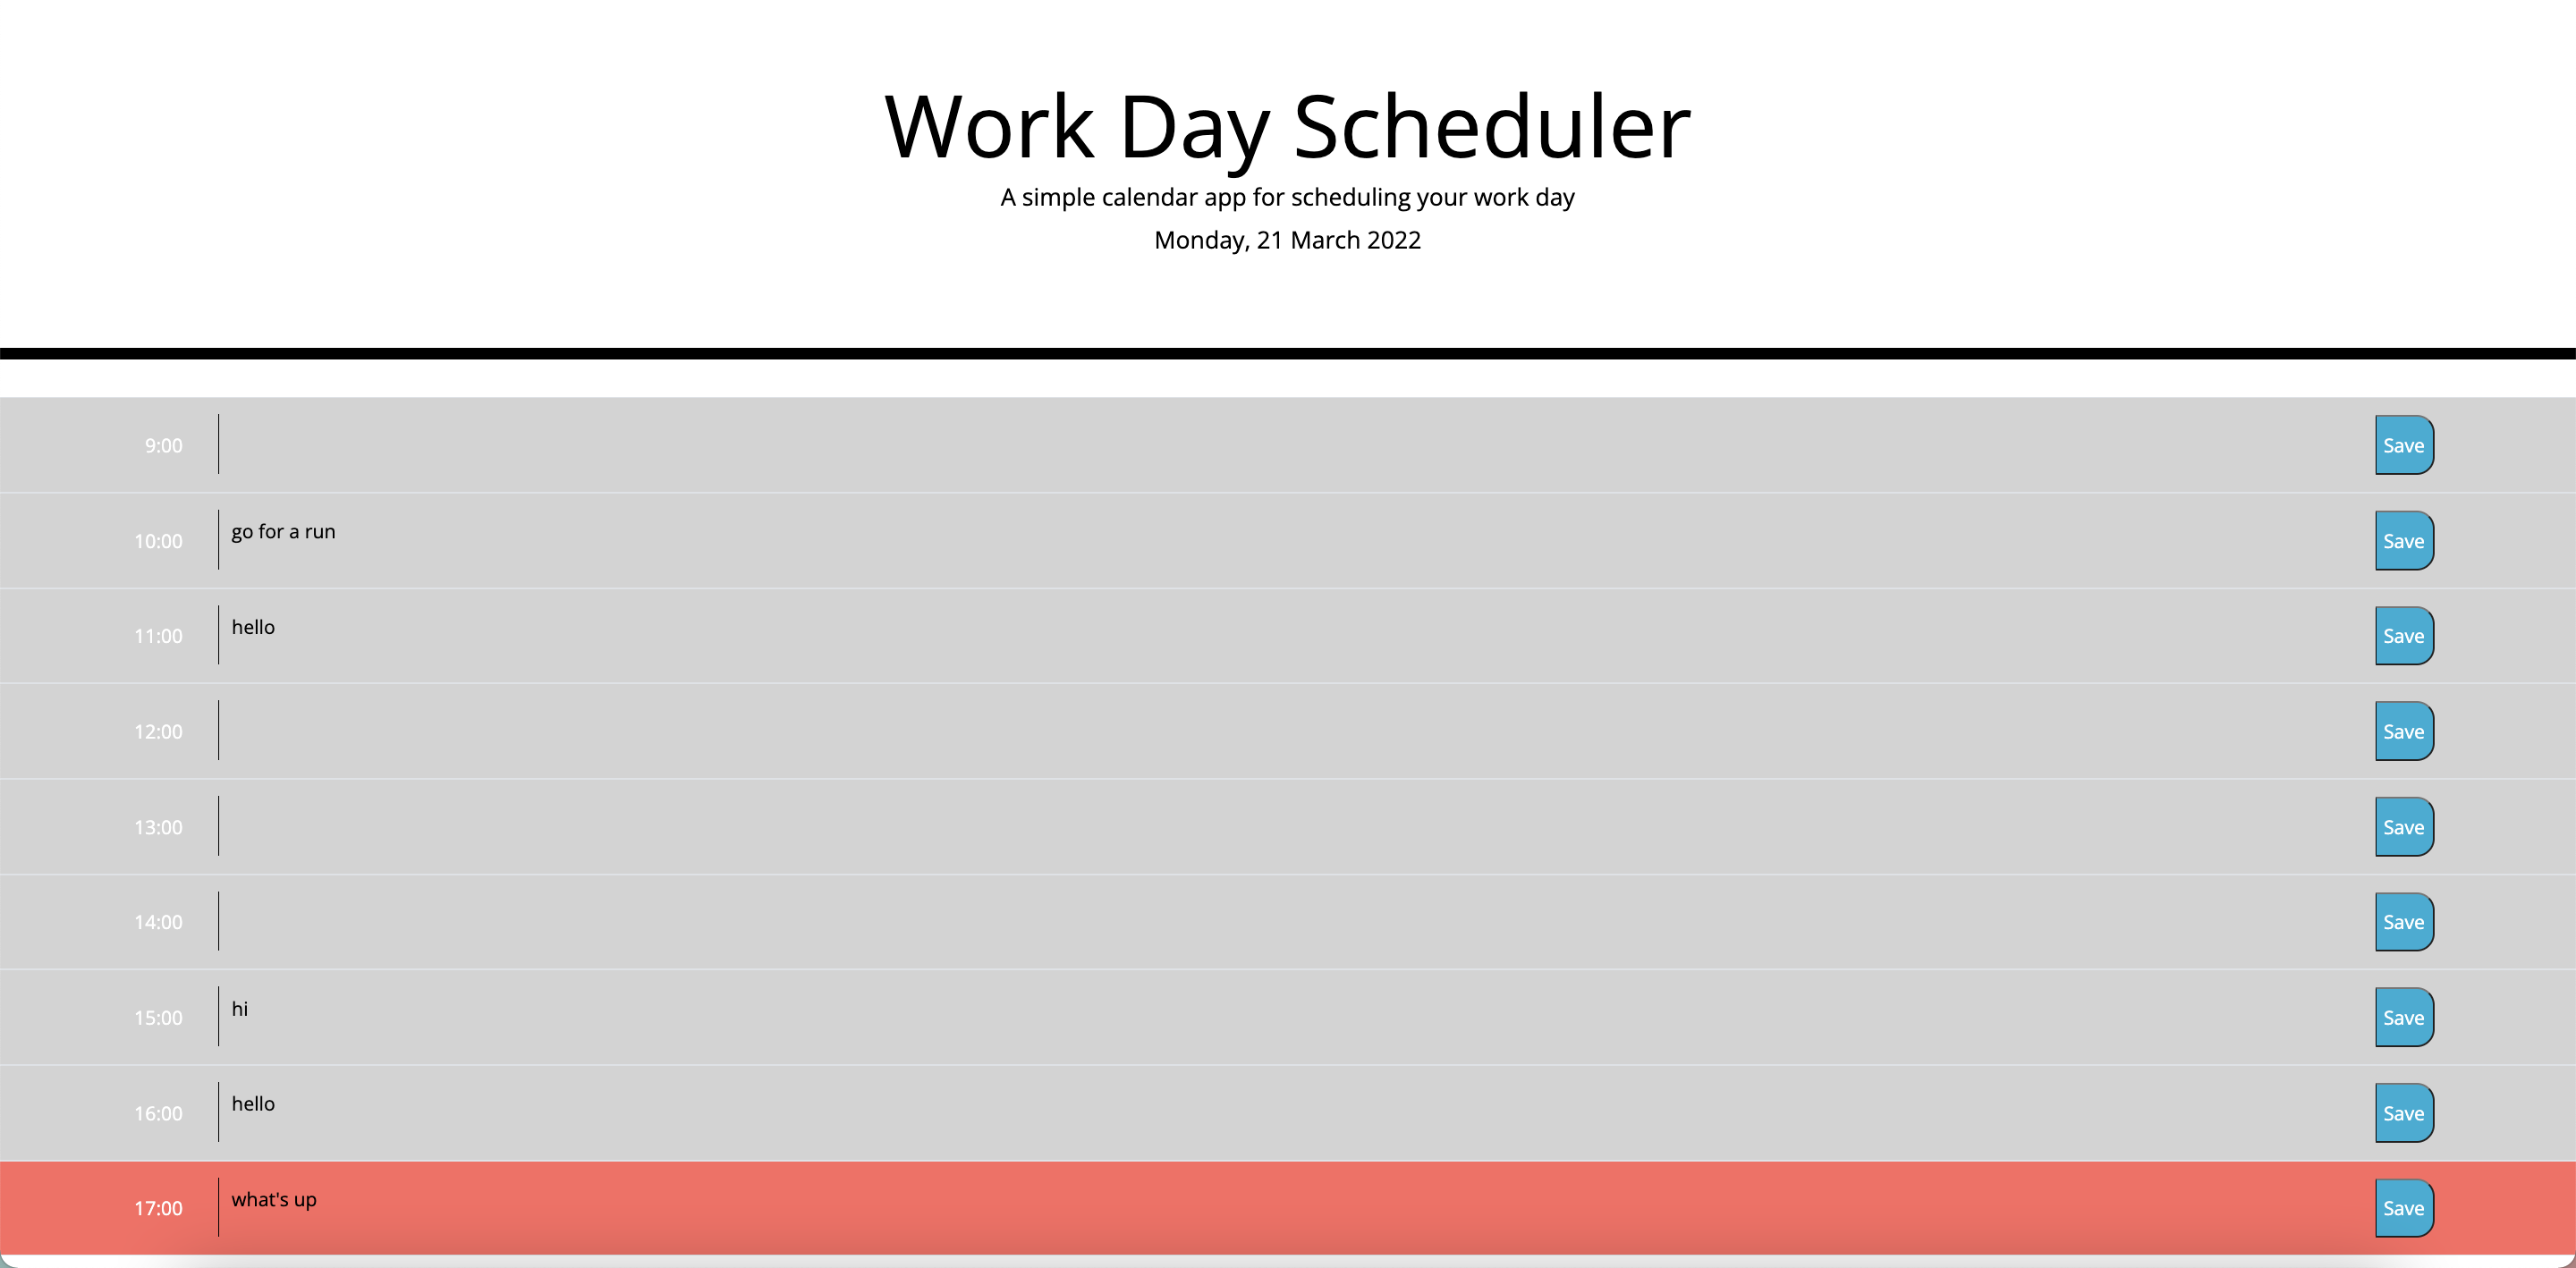 Work Day Scheduler
A simple calendar app for scheduling your work day
Monday, 21 March 2022
9:00 Save
10:00 go for a run Save
11:00 hello Save
12:00 Save
13:00 Save
14:00 Save
15:00 hi Save
16:00 hello Save
17:00 what's up Save